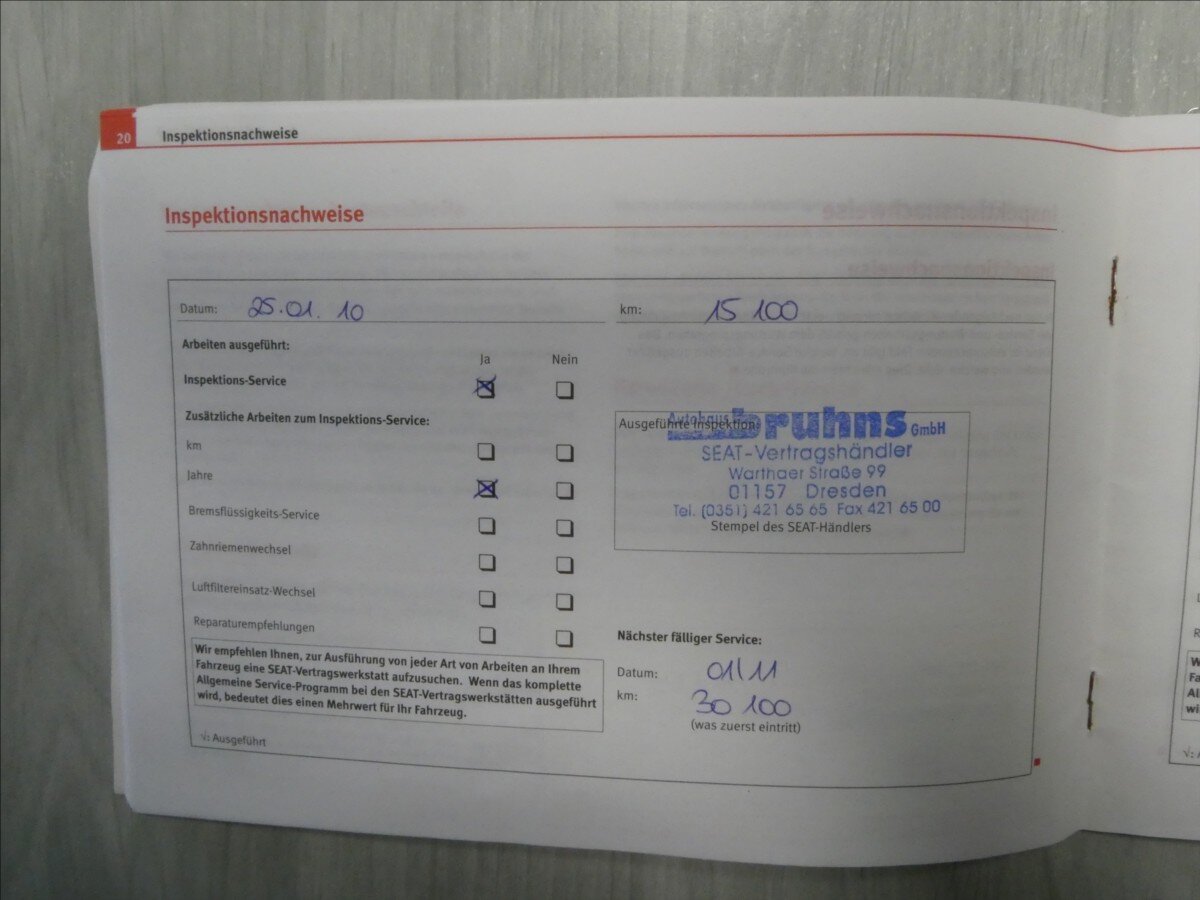 20 Inspektionsnachweise
Inspektionsnachweise
Datum: 25.01.10 km: 15 100
Arbeiten ausgeführt:
Ja Nein
Inspektions-Service
Zusätzliche Arbeiten zum Inspektions-Service:
km
Jahre
Bremsflüssigkeits-Service
Zahnriemenwechsel
Luftfiltereinsatz-Wechsel
Reparaturempfehlungen
Wir empfehlen Ihnen, zur Ausführung von jeder Art von Arbeiten an Ihrem
Fahrzeug eine SEAT-Vertragswerkstatt aufzusuchen. Wenn das komplette
Allgemeine Service-Programm bei den SEAT-Vertragswerkstätten ausgeführt
wird, bedeutet dies einen Mehrwert für Ihr Fahrzeug.
√: Ausgeführt
Ausgeführte Inspektion:
Autohaus bruhns GmbH
SEAT-Vertragshändler
Warthaer Straße 99
01157 Dresden
Tel. (0351) 421 65 65 Fax 421 65 00
Stempel des SEAT-Händlers
Nächster fälliger Service:
Datum: 01/11
km: 30 100
(was zuerst eintritt)